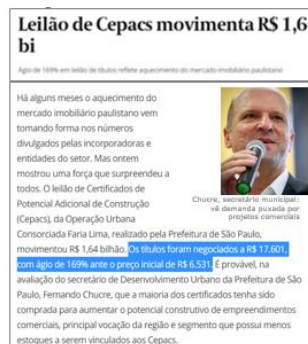 Leilão de Cepacs movimenta R$ 1,6
bi
Ágio de 169% em leilão de títulos reflete aquecimento do mercado imobiliário paulistano
Há alguns meses o aquecimento do
mercado imobiliário paulistano vem
tomando forma nos números
divulgados pelas incorporadoras e
entidades do setor. Mas ontem
mostrou uma força que surpreendeu a
todos. O leilão de Certificados de
Potencial Adicional de Construção
(Cepacs), da Operação Urbana
Consorciada Faria Lima, realizado pela Prefeitura de São Paulo,
movimentou R$ 1,64 bilhão. Os títulos foram negociados a R$ 17.601,
com ágio de 169% ante o preço inicial de R$ 6.531. É provável, na
avaliação do secretário de Desenvolvimento Urbano da Prefeitura de São
Paulo, Fernando Chucre, que a maioria dos certificados tenha sido
comprada para aumentar o potencial construtivo de empreendimentos
comerciais, principal vocação da região e segmento que possui menos
estoques a serem vinculados aos Cepacs.
Chucre, secretário municipal:
vê demanda puxada por
projetos comerciais